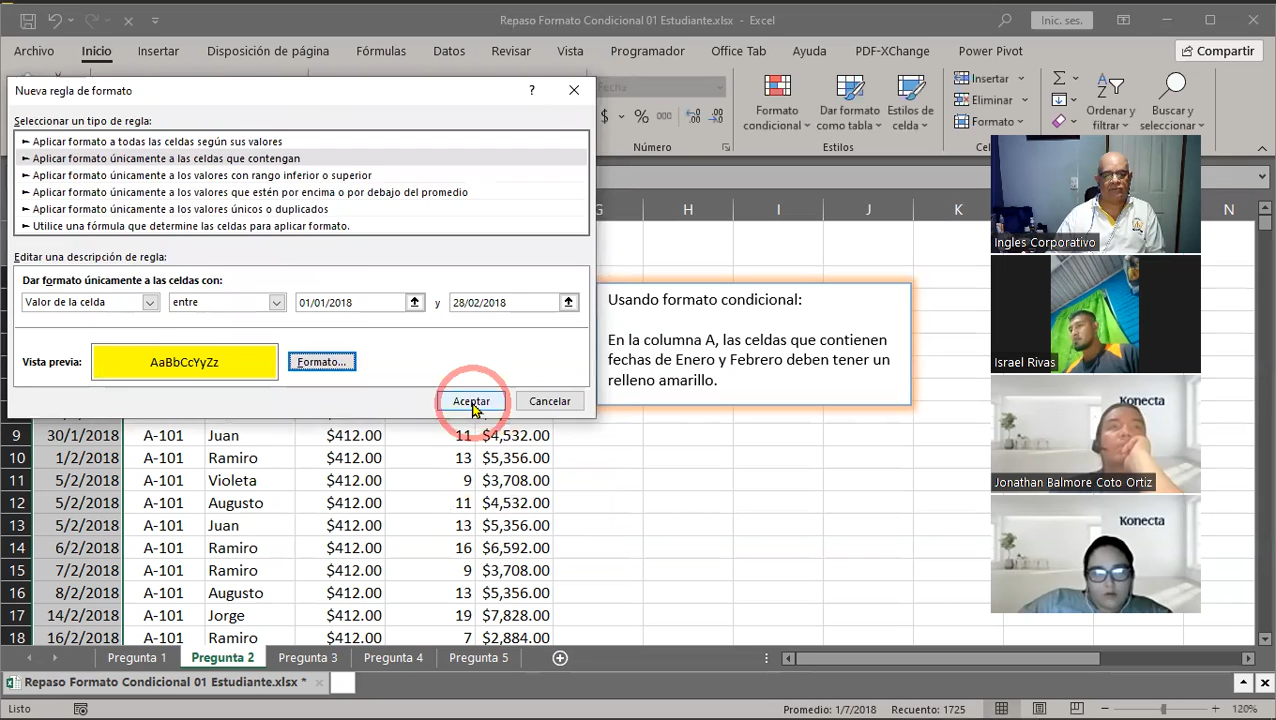 Repaso Formato Condicional 01 Estudiante.xlsx - Excel
Inic. ses.
Archivo Inicio Insertar Disposición de página Fórmulas Datos Revisar Vista Programador Office Tab Ayuda PDF-XChange Power Pivot Compartir
Nueva regla de formato ? 
Seleccionar un tipo de regla:
► Aplicar formato a todas las celdas según sus valores
► Aplicar formato únicamente a las celdas que contengan
► Aplicar formato únicamente a los valores con rango inferior o superior
► Aplicar formato únicamente a los valores que estén por encima o por debajo del promedio
► Aplicar formato únicamente a los valores únicos o duplicados
► Utilice una fórmula que determine las celdas para aplicar formato.
Editar una descripción de regla:
Dar formato únicamente a las celdas con:
Valor de la celda entre 01/01/2018 y 28/02/2018
Vista previa: AaBbCcYyZz Formato...
Aceptar Cancelar
Fecha
$ % 000
Número
Formato condicional
Dar formato como tabla
Estilos de celda
Estilos
Insertar
Eliminar
Formato
Celdas
Ordenar y filtrar
Buscar y seleccionar
G H I J K N
Usando formato condicional:
En la columna A, las celdas que contienen
fechas de Enero y Febrero deben tener un
relleno amarillo.
Ingles Corporativo
Israel Rivas
Konecta
Jonathan Balmore Coto Ortiz
Konecta
9 30/1/2018 A-101 Juan $412.00 11 $4,532.00
10 1/2/2018 A-101 Ramiro $412.00 13 $5,356.00
11 5/2/2018 A-101 Violeta $412.00 9 $3,708.00
12 5/2/2018 A-101 Augusto $412.00 11 $4,532.00
13 5/2/2018 A-101 Juan $412.00 13 $5,356.00
14 6/2/2018 A-101 Ramiro $412.00 16 $6,592.00
15 7/2/2018 A-101 Ramiro $412.00 9 $3,708.00
16 8/2/2018 A-101 Augusto $412.00 13 $5,356.00
17 14/2/2018 A-101 Jorge $412.00 19 $7,828.00
18 16/2/2018 A-101 Ramiro $412.00 7 $2,884.00
Pregunta 1 Pregunta 2 Pregunta 3 Pregunta 4 Pregunta 5
Repaso Formato Condicional 01 Estudiante.xlsx *
Listo Promedio: 1/7/2018 Recuento: 1725 120%